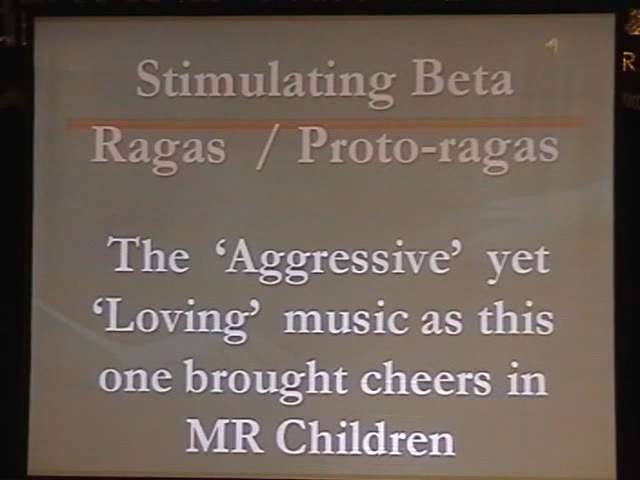 Stimulating Beta
Ragas / Proto-ragas
The 'Aggressive' yet
'Loving' music as this
one brought cheers in
MR Children